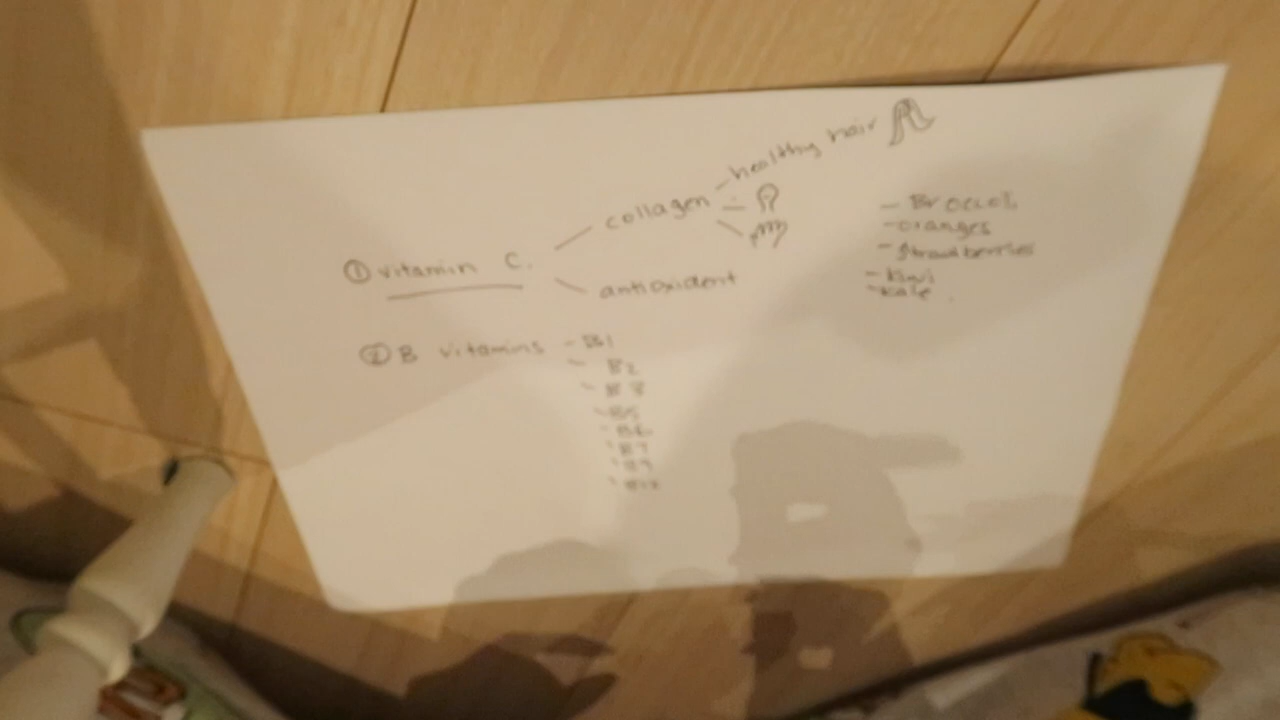 healthy hair
collagen
① vitamin C.
antioxident
- Broccoli
- oranges
- Strawberries
- kiwi
- kale
② B vitamins - B1
- B2
- B3
- B5
- B6
- B7
- B9
- B12